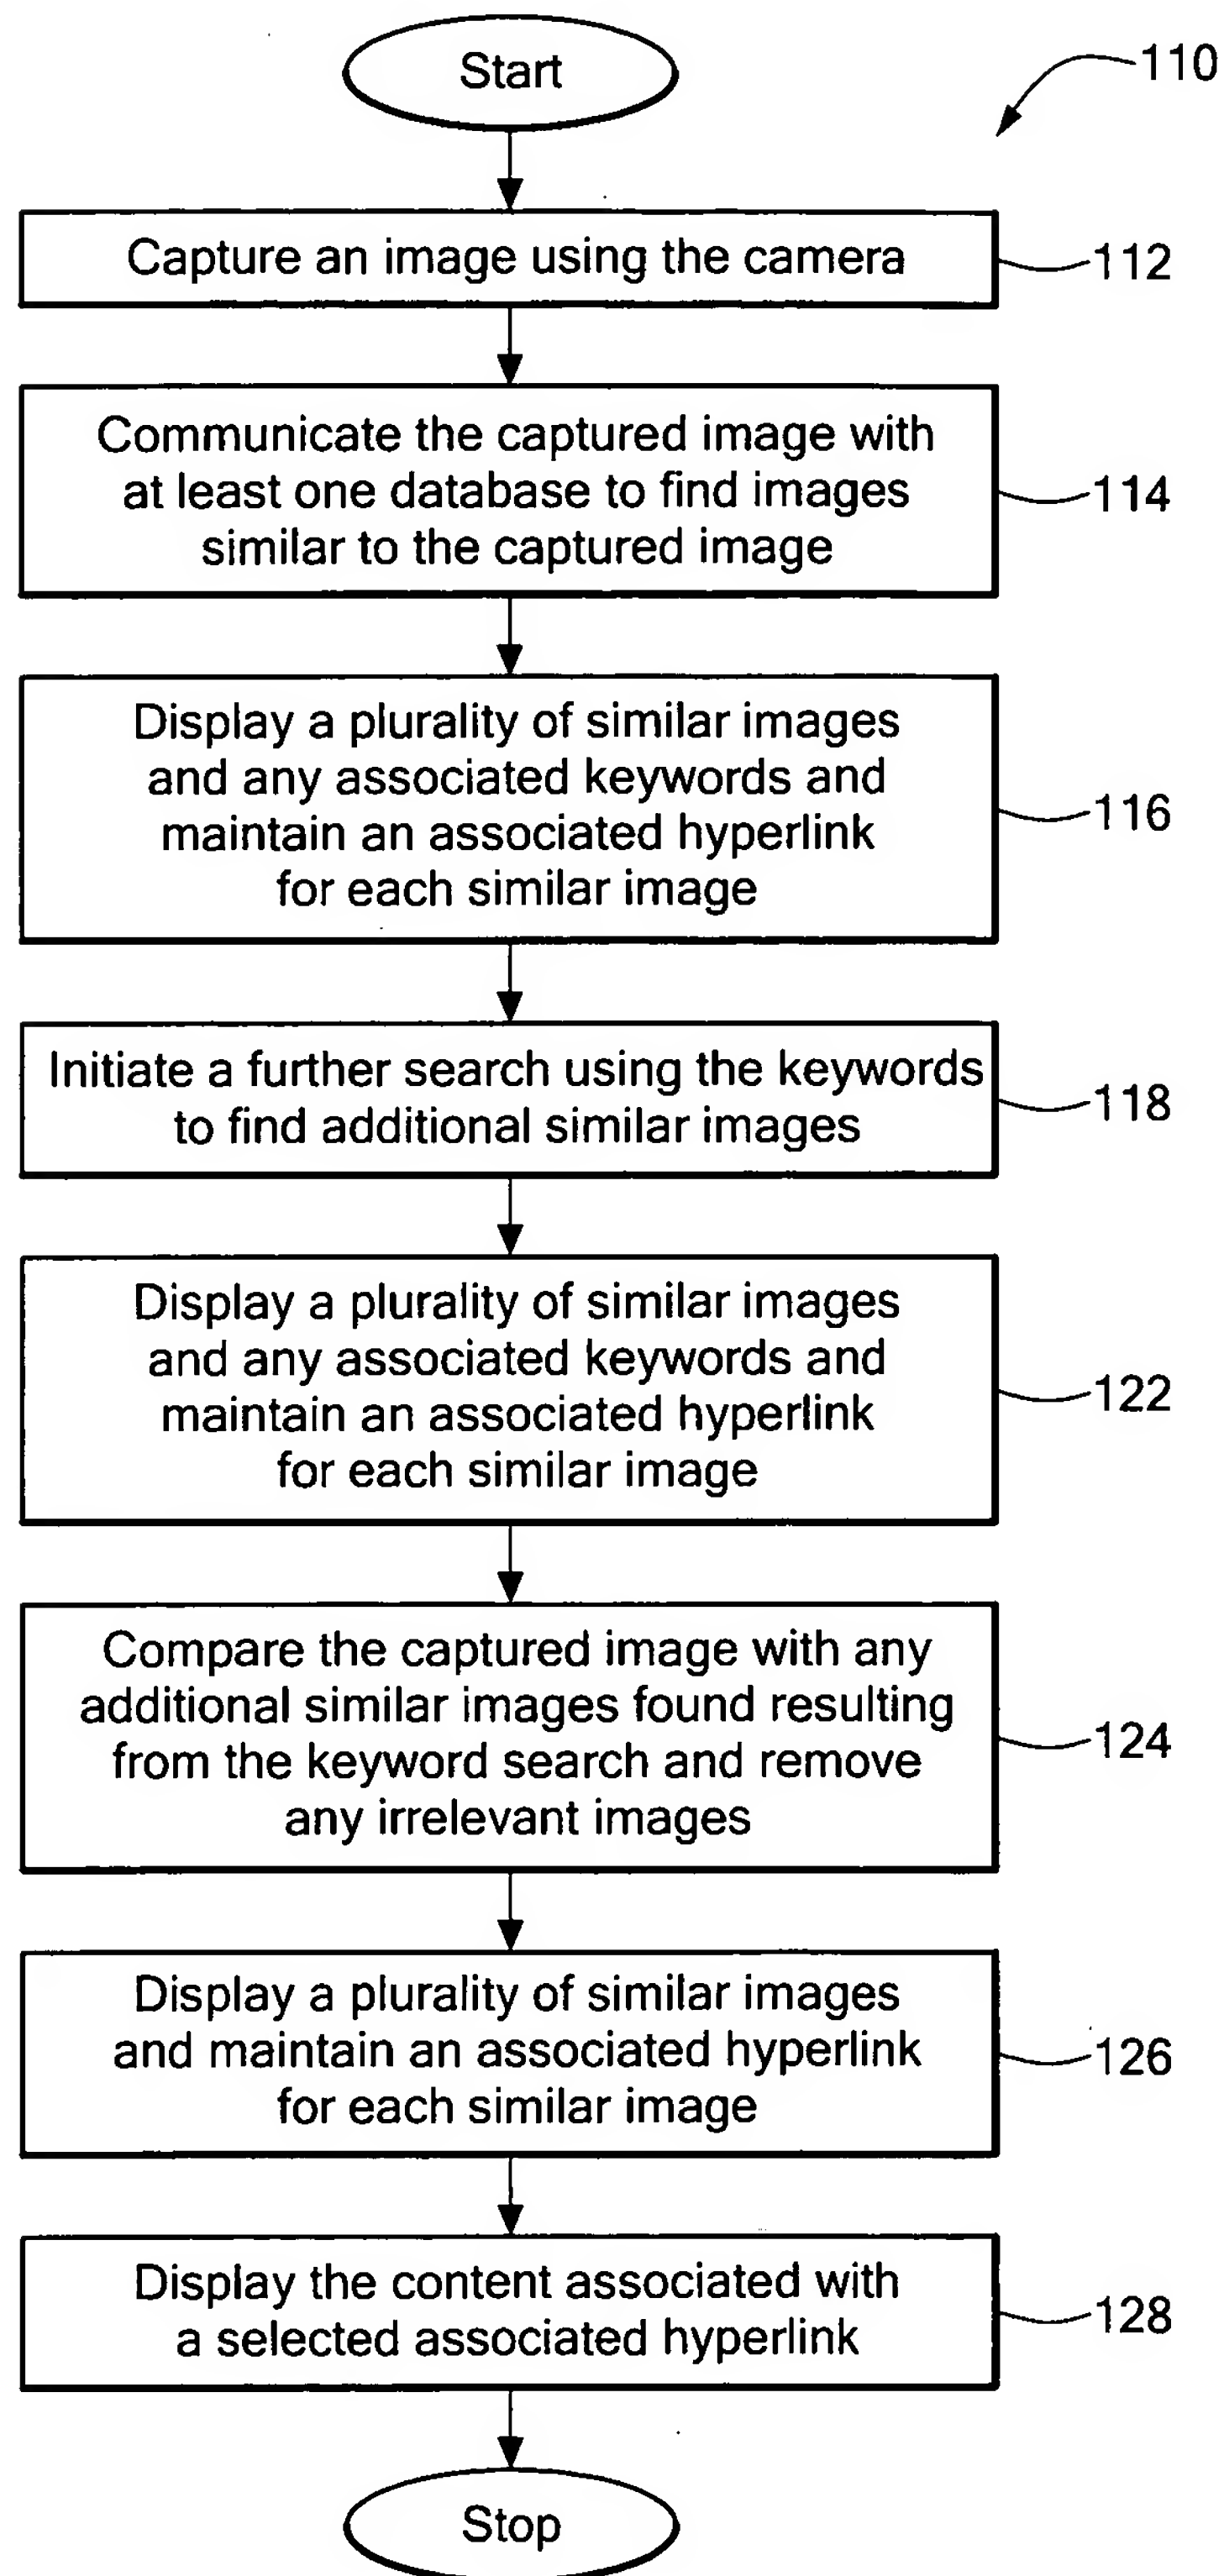 Start
110
Capture an image using the camera
112
Communicate the captured image with
at least one database to find images
similar to the captured image
114
Display a plurality of similar images
and any associated keywords and
maintain an associated hyperlink
for each similar image
116
Initiate a further search using the keywords
to find additional similar images
118
Display a plurality of similar images
and any associated keywords and
maintain an associated hyperlink
for each similar image
122
Compare the captured image with any
additional similar images found resulting
from the keyword search and remove
any irrelevant images
124
Display a plurality of similar images
and maintain an associated hyperlink
for each similar image
126
Display the content associated with
a selected associated hyperlink
128
Stop